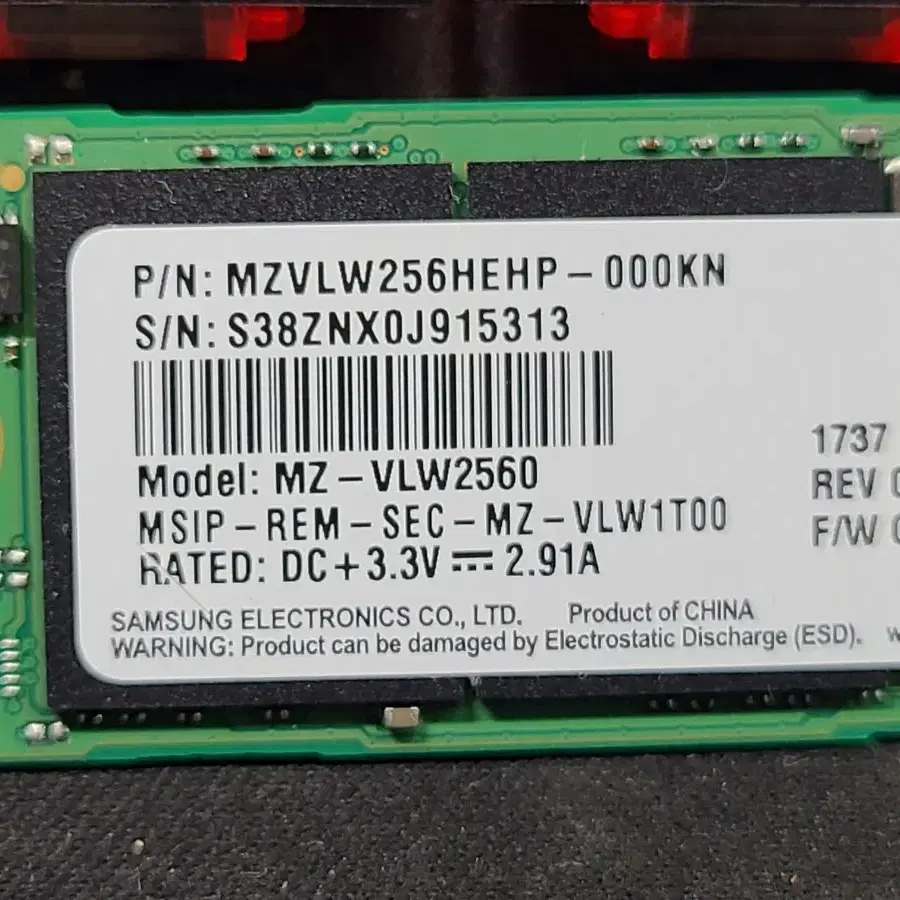 P/N: MZVLW256HEHP-000KN
S/N: S38ZNX0J915313
Model: MZ-VLW2560
MSIP-REM-SEC-MZ-VLW1T00
RATED: DC+3.3V ⎓ 2.91A
1737
REV
F/W
SAMSUNG ELECTRONICS CO., LTD. Product of CHINA
WARNING: Product can be damaged by Electrostatic Discharge (ESD).